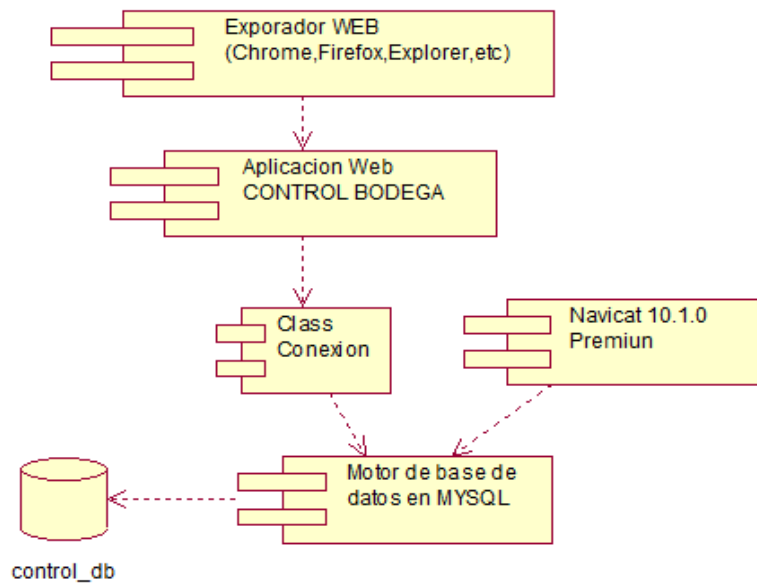 Exporador WEB
(Chrome,Firefox,Explorer,etc)
Aplicacion Web
CONTROL BODEGA
Class
Conexion
Navicat 10.1.0
Premiun
Motor de base de
datos en MYSQL
control_db